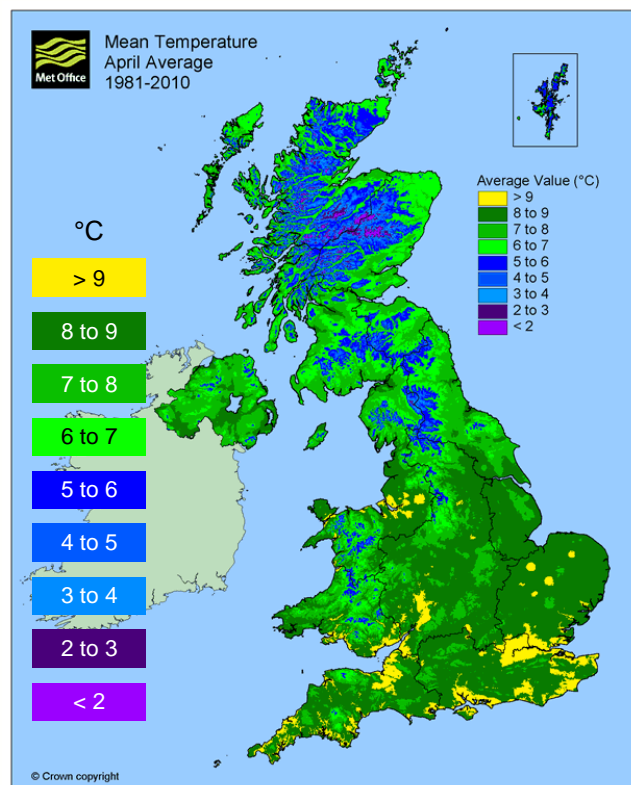 Mean Temperature
April Average
1981-2010
Met Office
Average Value (°C)
> 9
8 to 9
7 to 8
6 to 7
5 to 6
4 to 5
3 to 4
2 to 3
< 2
°C
> 9
8 to 9
7 to 8
6 to 7
5 to 6
4 to 5
3 to 4
2 to 3
< 2
© Crown copyright